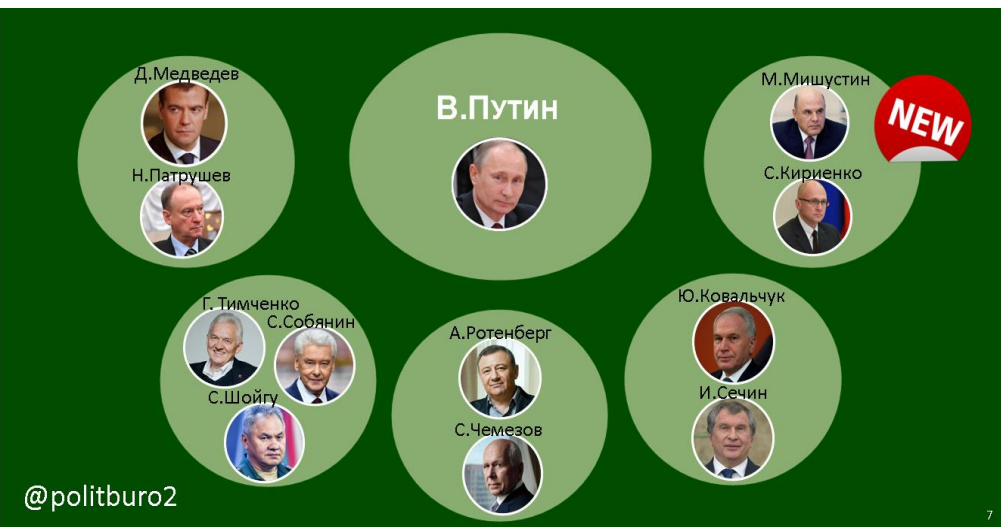 Д.Медведев
Н.Патрушев
В.Путин
М.Мишустин
NEW
С.Кириенко
Г. Тимченко
С.Собянин
С.Шойгу
А.Ротенберг
С.Чемезов
Ю.Ковальчук
И.Сечин
@politburo2
7